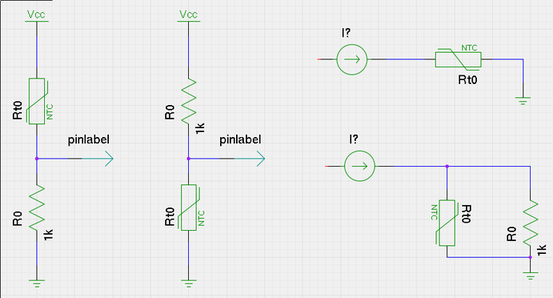 Vcc
Rt0
NTC
pinlabel
R0
1k
Vcc
R0
1k
pinlabel
Rt0
NTC
I?
NTC
Rt0
I?
NTC
Rt0
R0
1k